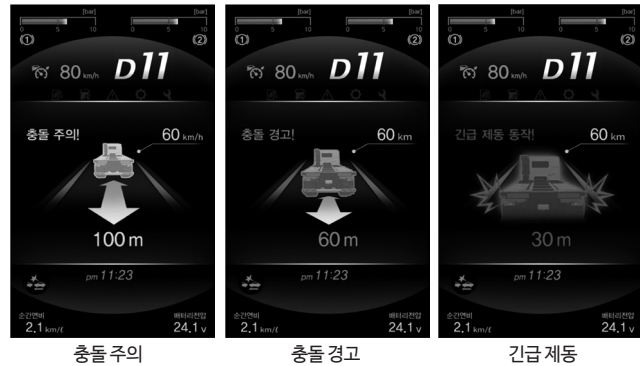 [bar] [bar]
0 5 10 0 5 10
(1) (2)
80 km/h D11
충돌 주의! 60 km/h
100 m
pm 11:23
순간연비 배터리전압
2.1 km/ℓ 24.1 v
충돌 주의
[bar] [bar]
0 5 10 0 5 10
(1) (2)
80 km/h D11
충돌 경고! 60 km
60 m
pm 11:23
순간연비 배터리전압
2.1 km/ℓ 24.1 v
충돌 경고
[bar] [bar]
0 5 10 0 5 10
(1) (2)
80 km/h D11
긴급 제동 동작! 60 km
30 m
pm 11:23
순간연비 배터리전압
2.1 km/ℓ 24.1 v
긴급 제동